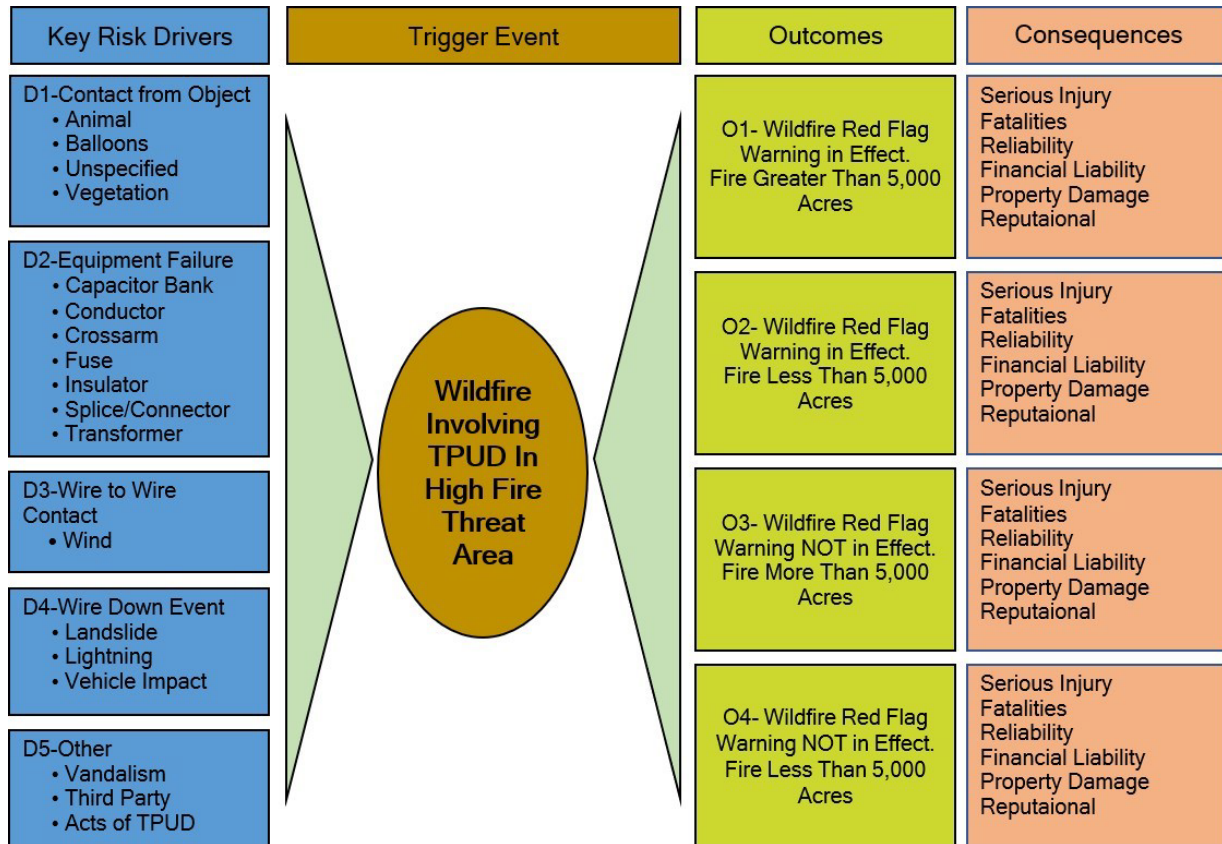 Key Risk Drivers
Trigger Event
Outcomes
Consequences
D1-Contact from Object
• Animal
• Balloons
• Unspecified
• Vegetation
D2-Equipment Failure
• Capacitor Bank
• Conductor
• Crossarm
• Fuse
• Insulator
• Splice/Connector
• Transformer
D3-Wire to Wire
Contact
• Wind
D4-Wire Down Event
• Landslide
• Lightning
• Vehicle Impact
D5-Other
• Vandalism
• Third Party
• Acts of TPUD
Wildfire
Involving
TPUD In
High Fire
Threat
Area
O1- Wildfire Red Flag
Warning in Effect.
Fire Greater Than 5,000
Acres
Serious Injury
Fatalities
Reliability
Financial Liability
Property Damage
Reputaional
O2- Wildfire Red Flag
Warning in Effect.
Fire Less Than 5,000
Acres
Serious Injury
Fatalities
Reliability
Financial Liability
Property Damage
Reputaional
O3- Wildfire Red Flag
Warning NOT in Effect.
Fire More Than 5,000
Acres
Serious Injury
Fatalities
Reliability
Financial Liability
Property Damage
Reputaional
O4- Wildfire Red Flag
Warning NOT in Effect.
Fire Less Than 5,000
Acres
Serious Injury
Fatalities
Reliability
Financial Liability
Property Damage
Reputaional